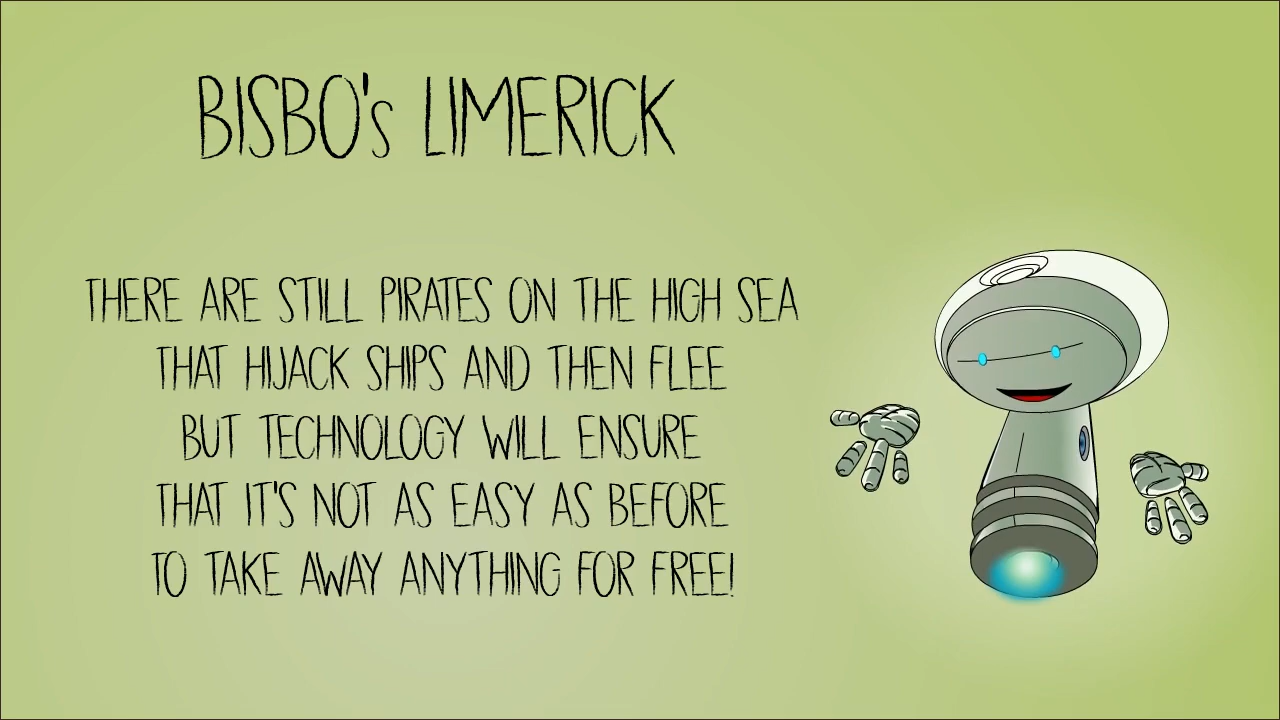 BISBO's LIMERICK
THERE ARE STILL PIRATES ON THE HIGH SEA
THAT HIJACK SHIPS AND THEN FLEE
BUT TECHNOLOGY WILL ENSURE
THAT IT'S NOT AS EASY AS BEFORE
TO TAKE AWAY ANYTHING FOR FREE!